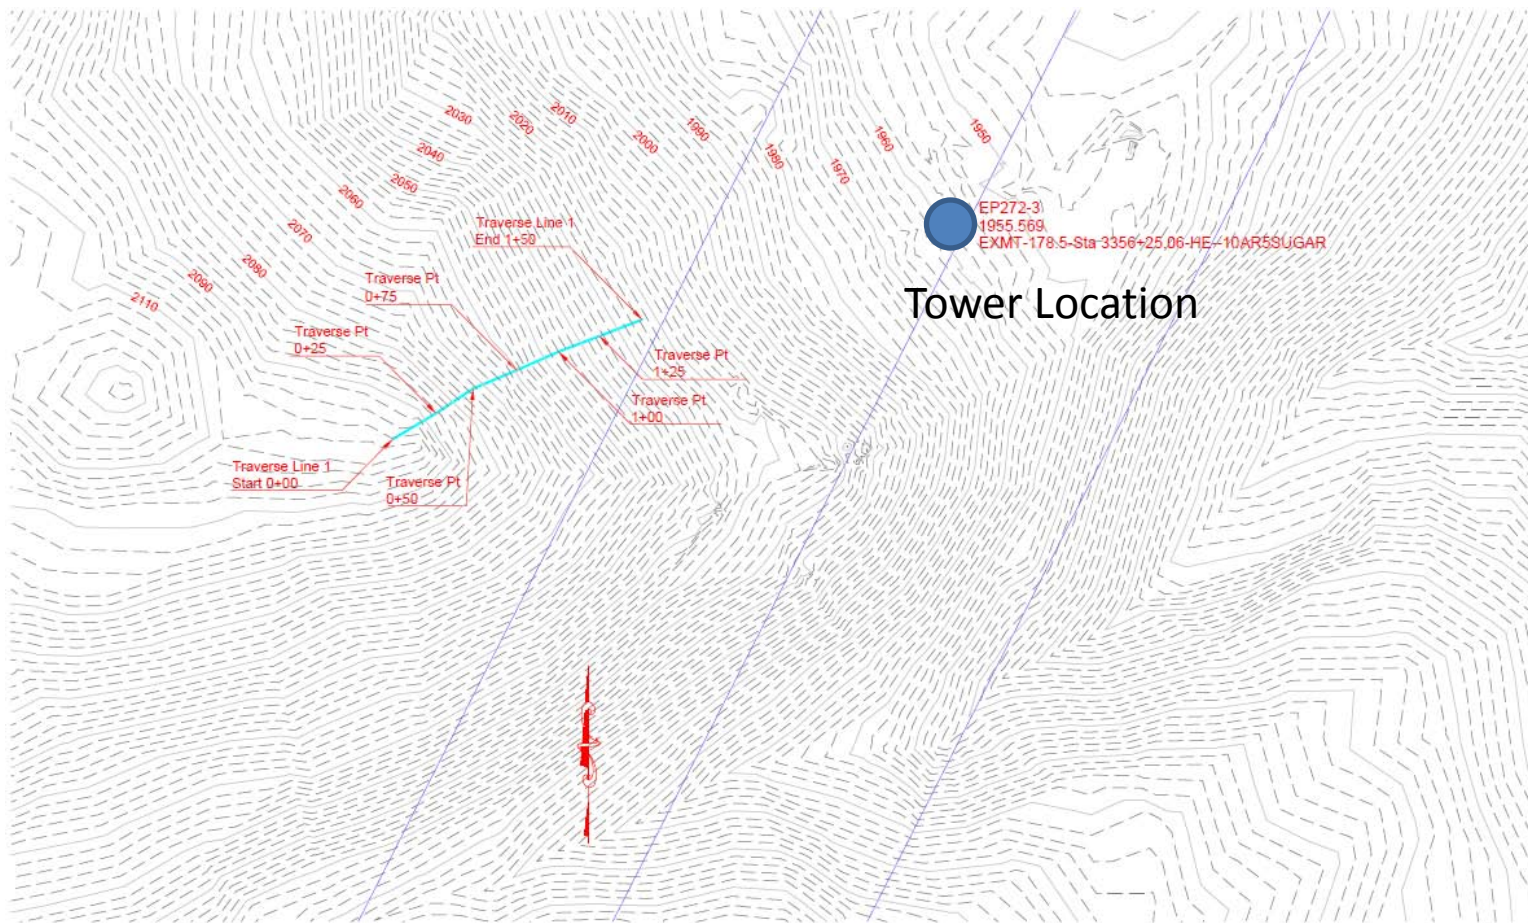 2030
2020
2010
2000
1990
1980
1970
1960
1950
2040
2050
2060
2070
2080
2090
2110
Traverse Line 1
End 1+50
Traverse Pt
0+75
Traverse Pt
0+25
Traverse Line 1
Start 0+00
Traverse Pt
0+50
Traverse Pt
1+25
Traverse Pt
1+00
EP272-3
1955.569
EXMT-178.5-Sta 3356+25.06-HE--10AR5SUGAR
Tower Location